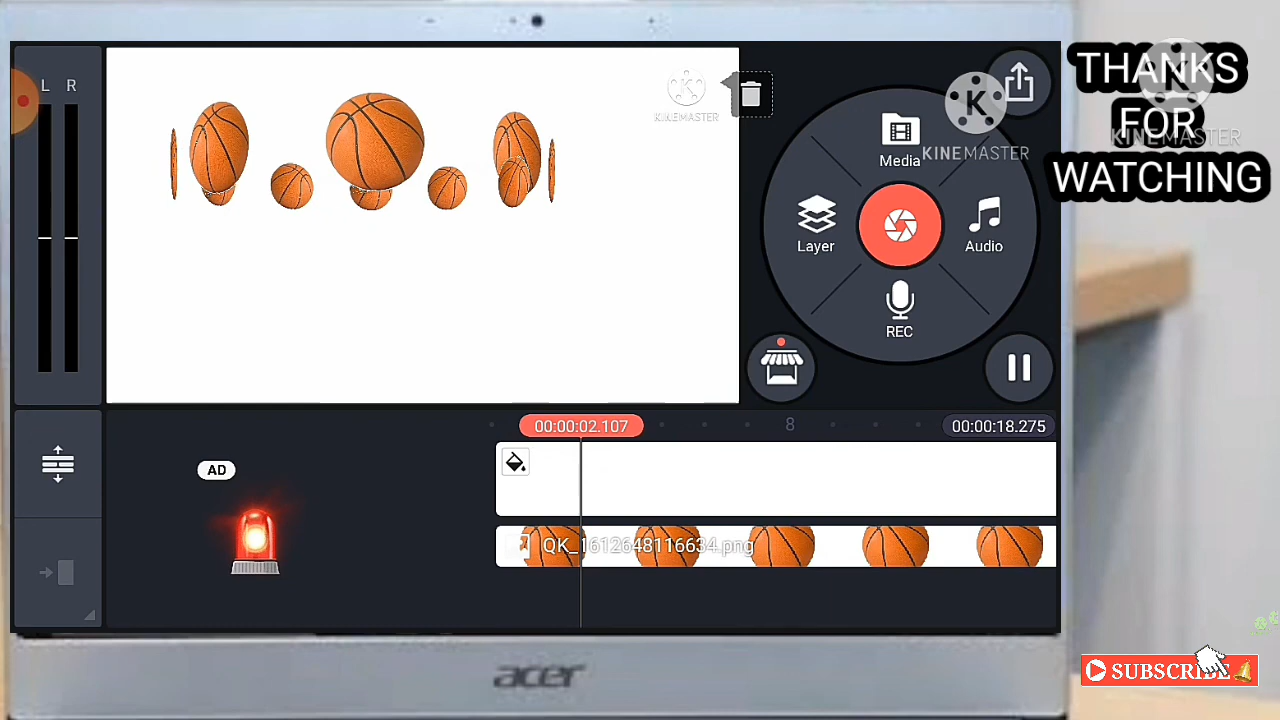 L R
KINEMASTER
Media
KINEMASTER
Layer
Audio
REC
THANKS
FOR
KINEMASTER
WATCHING
00:00:02.107
8
00:00:18.275
AD
QK_1612648116634.png
acer
SUBSCRIBE